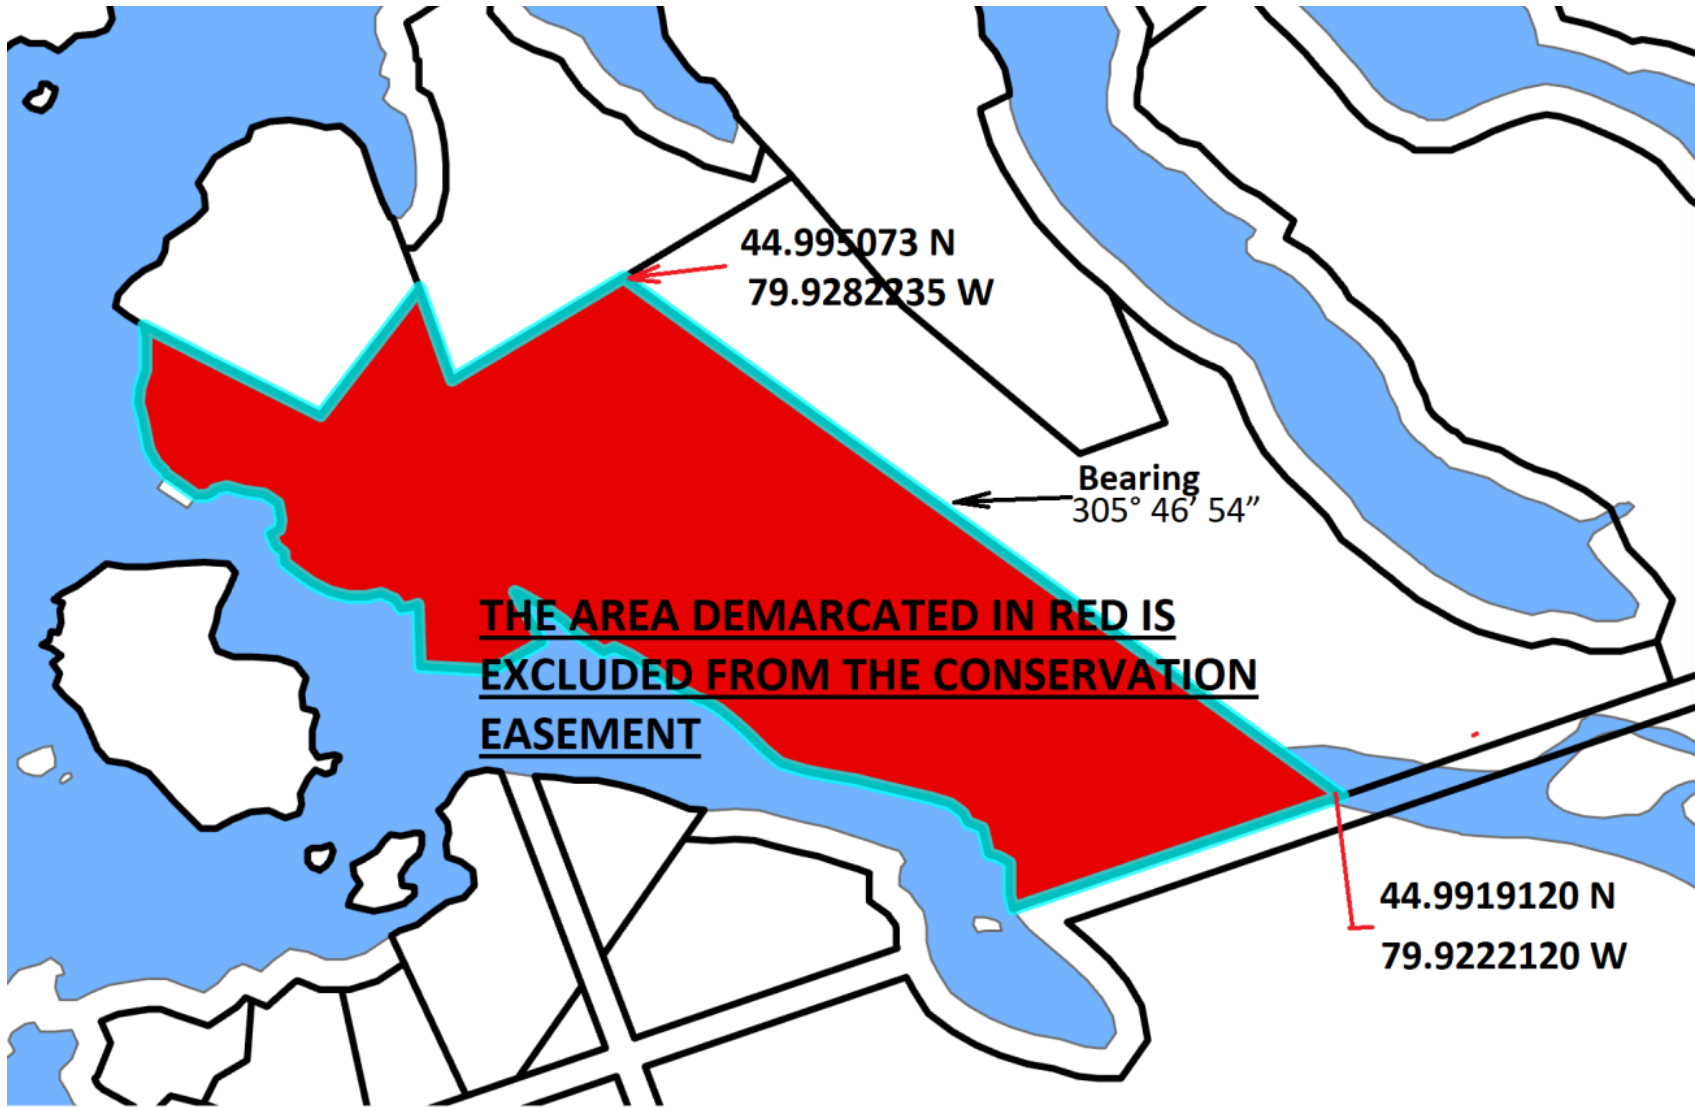 44.995073 N
79.9282235 W
Bearing
305° 46’ 54”
THE AREA DEMARCATED IN RED IS
EXCLUDED FROM THE CONSERVATION
EASEMENT
44.9919120 N
79.9222120 W